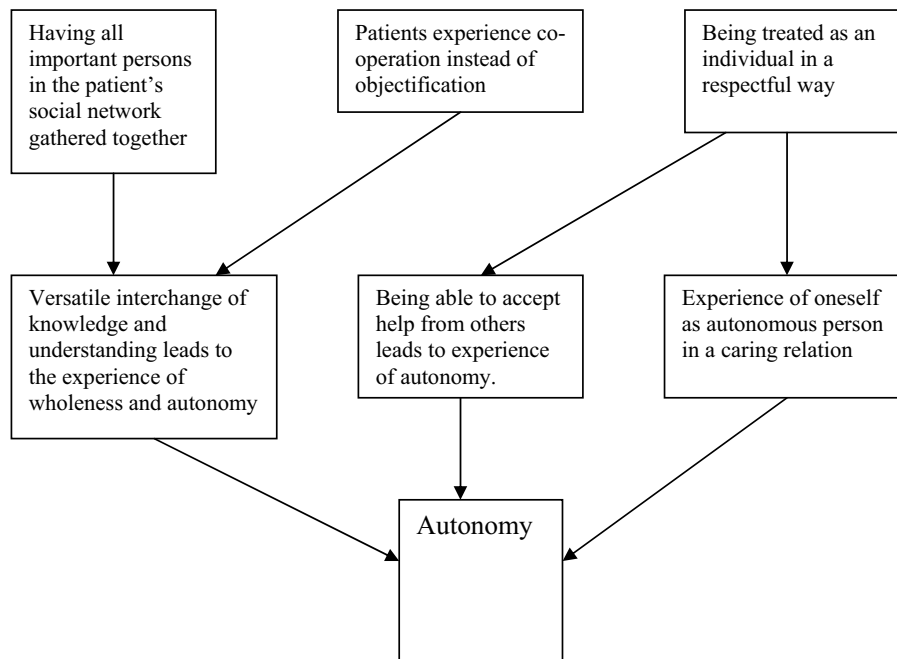 Having all
important persons
in the patient’s
social network
gathered together
Patients experience co-
operation instead of
objectification
Being treated as an
individual in a
respectful way
Versatile interchange of
knowledge and
understanding leads to
the experience of
wholeness and autonomy
Being able to accept
help from others
leads to experience
of autonomy.
Experience of oneself
as autonomous person
in a caring relation
Autonomy